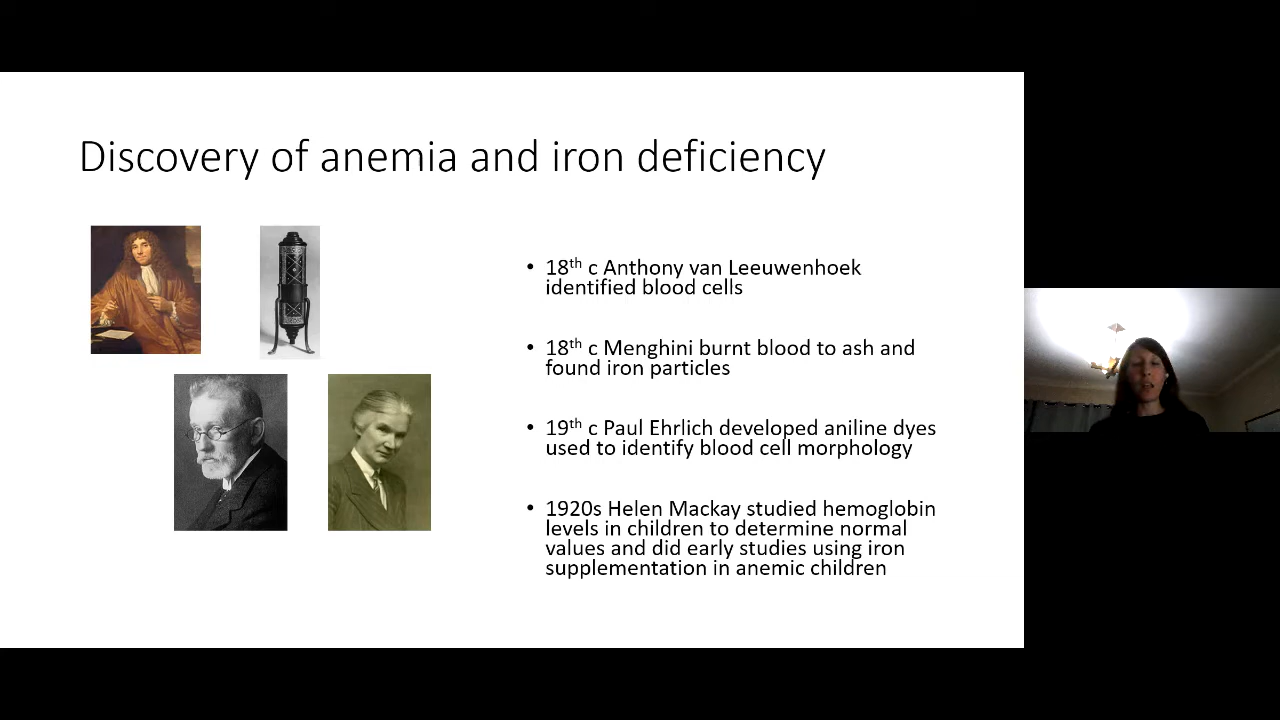 Discovery of anemia and iron deficiency
• 18th c Anthony van Leeuwenhoek
identified blood cells
• 18th c Menghini burnt blood to ash and
found iron particles
• 19th c Paul Ehrlich developed aniline dyes
used to identify blood cell morphology
• 1920s Helen Mackay studied hemoglobin
levels in children to determine normal
values and did early studies using iron
supplementation in anemic children